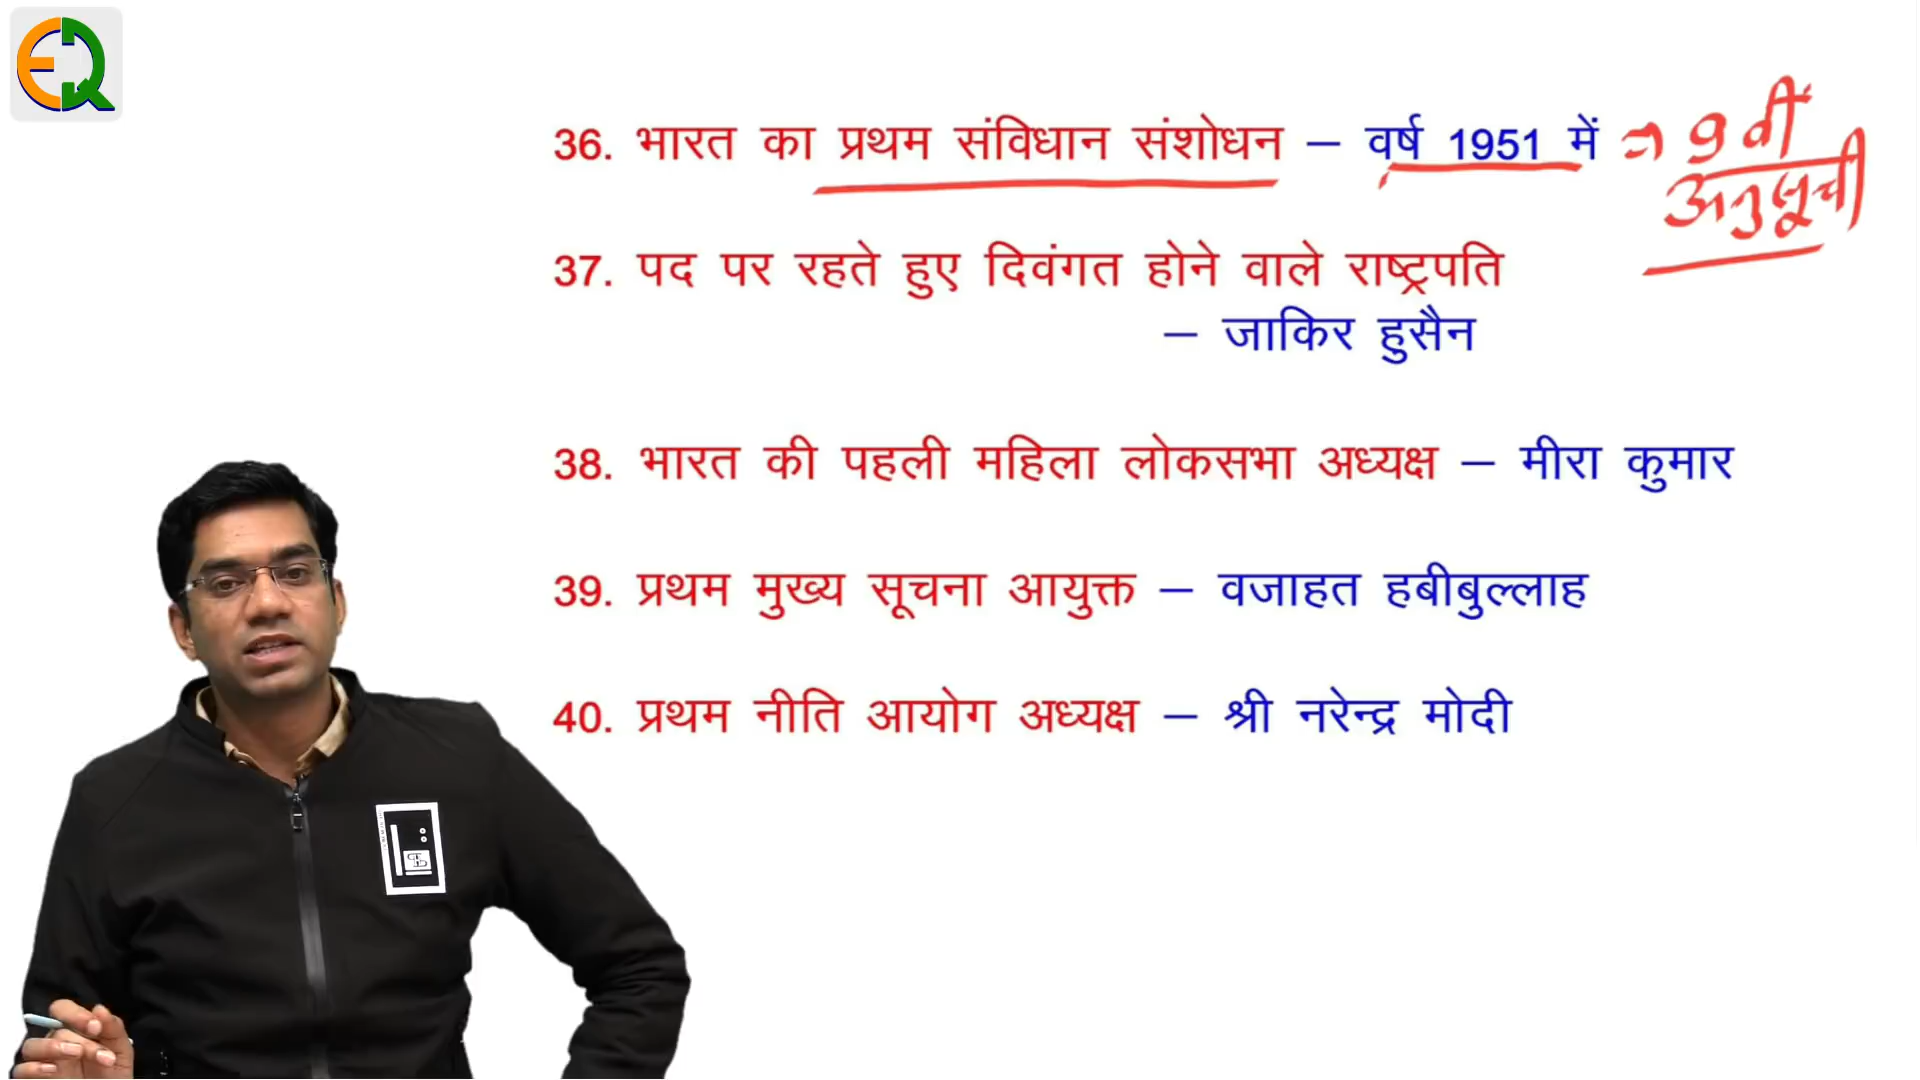 EQ
36. भारत का प्रथम संविधान संशोधन – वर्ष 1951 में → 9वीं
अनुसूची
37. पद पर रहते हुए दिवंगत होने वाले राष्ट्रपति
– जाकिर हुसैन
38. भारत की पहली महिला लोकसभा अध्यक्ष – मीरा कुमार
39. प्रथम मुख्य सूचना आयुक्त – वजाहत हबीबुल्लाह
40. प्रथम नीति आयोग अध्यक्ष – श्री नरेन्द्र मोदी